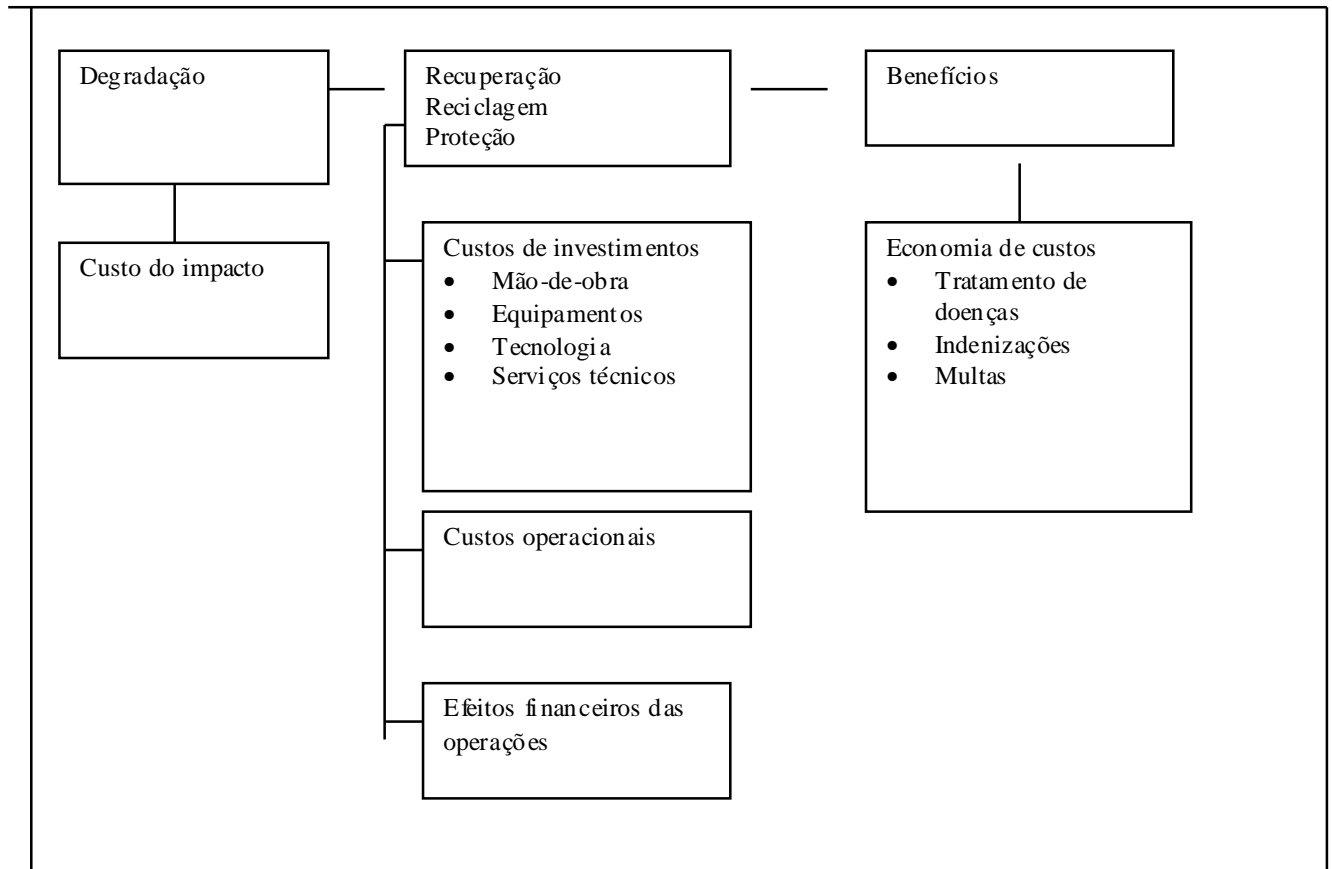 Degradação
Recuperação
Reciclagem
Proteção
Benefícios
Custo do impacto
Custos de investimentos
• Mão-de-obra
• Equipamentos
• Tecnologia
• Serviços técnicos
Economia de custos
• Tratamento de
doenças
• Indenizações
• Multas
Custos operacionais
Efeitos financeiros das
operações